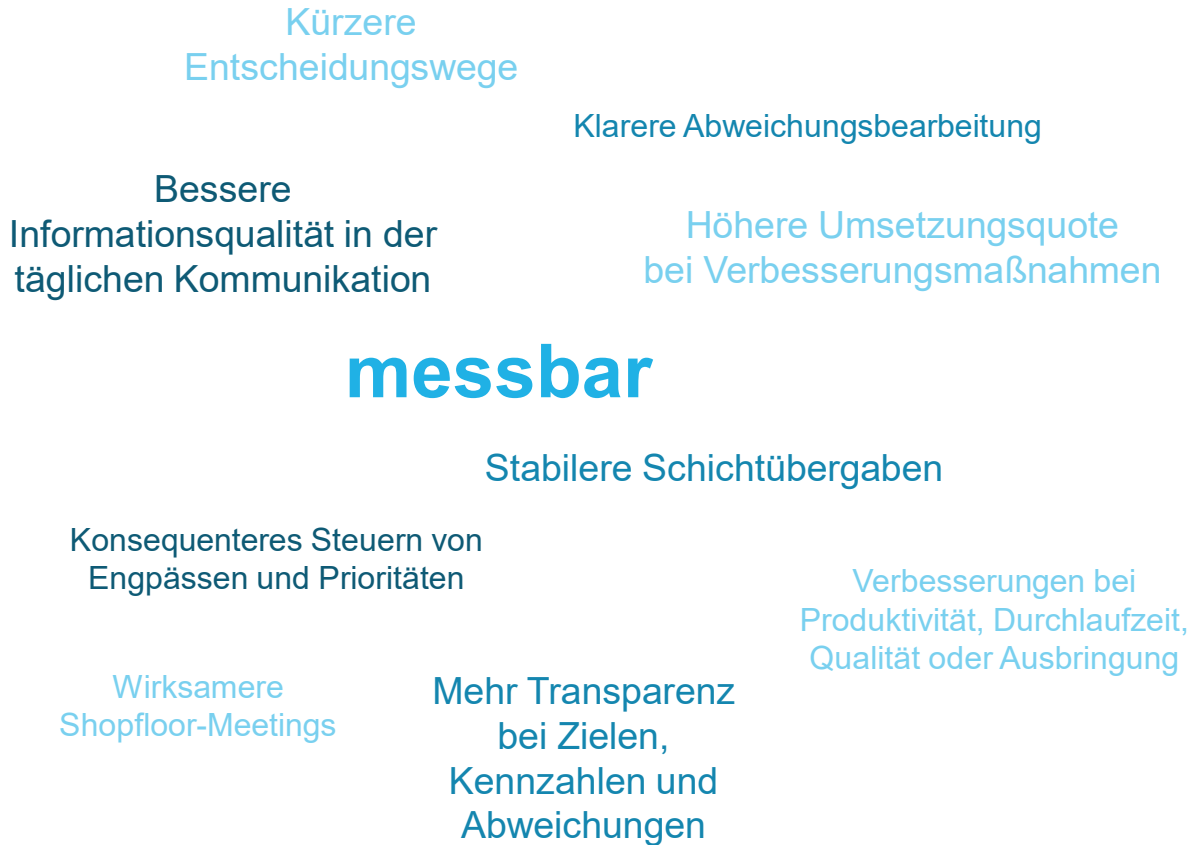 Kürzere
Entscheidungswege
Klarere Abweichungsbearbeitung
Bessere
Informationsqualität in der
täglichen Kommunikation
Höhere Umsetzungsquote
bei Verbesserungsmaßnahmen
messbar
Stabilere Schichtübergaben
Konsequenteres Steuern von
Engpässen und Prioritäten
Verbesserungen bei
Produktivität, Durchlaufzeit,
Qualität oder Ausbringung
Wirksamere
Shopfloor-Meetings
Mehr Transparenz
bei Zielen,
Kennzahlen und
Abweichungen